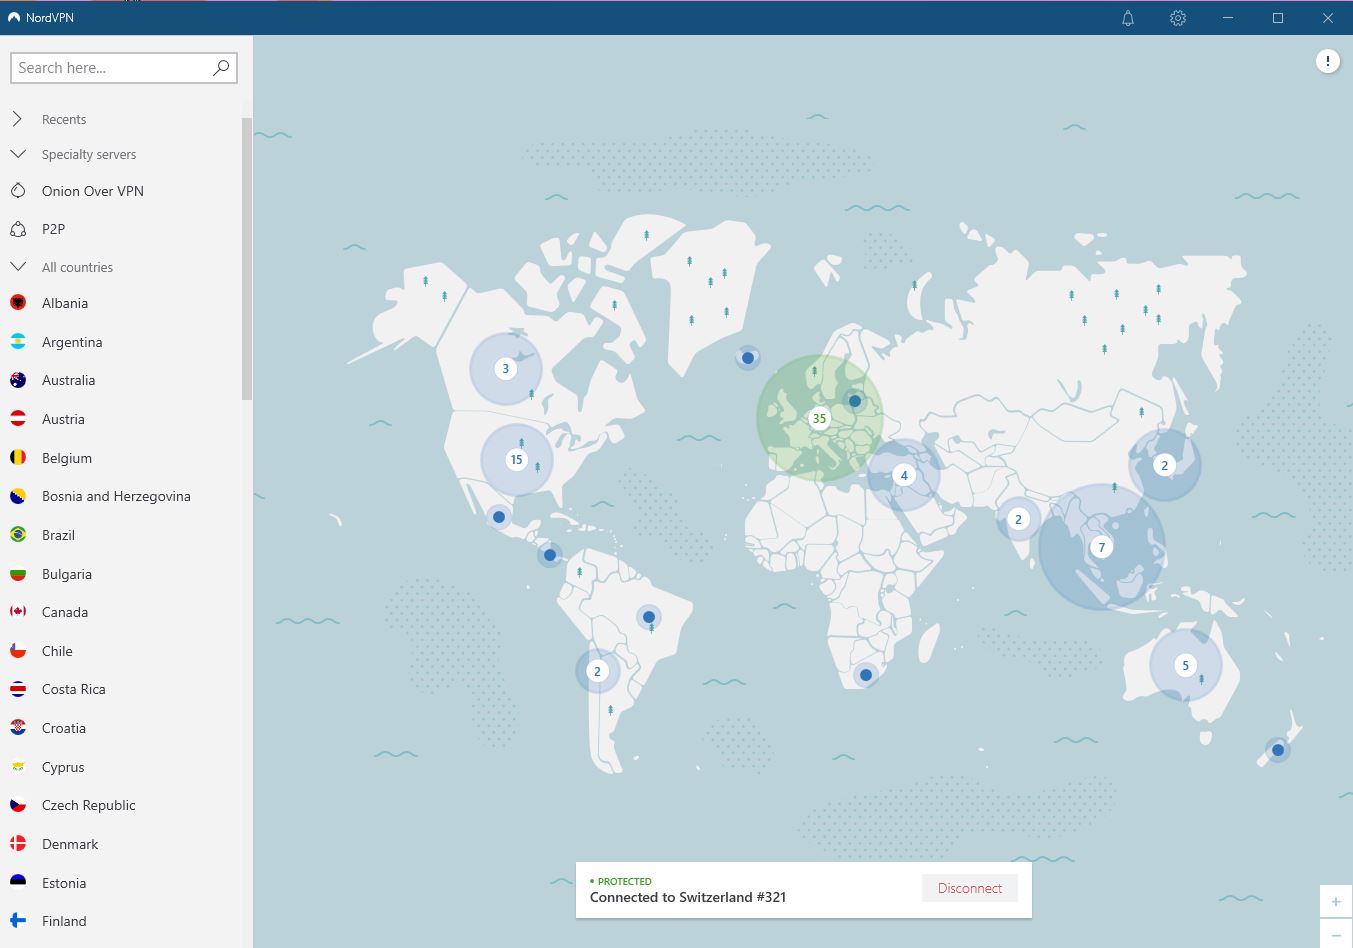 NordVPN
Search here...
!
Recents
Specialty servers
Onion Over VPN
P2P
All countries
Albania
Argentina
Australia
Austria
Belgium
Bosnia and Herzegovina
Brazil
Bulgaria
Canada
Chile
Costa Rica
Croatia
Cyprus
Czech Republic
Denmark
Estonia
Finland
3
35
15
4
2
2
7
2
5
• PROTECTED
Connected to Switzerland #321
Disconnect
+
−